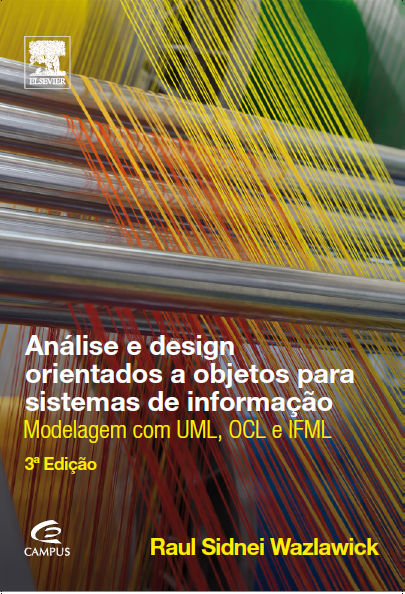 ELSEVIER
Análise e design
orientados a objetos para
sistemas de informação
Modelagem com UML, OCL e IFML
3ª Edição
CAMPUS
Raul Sidnei Wazlawick